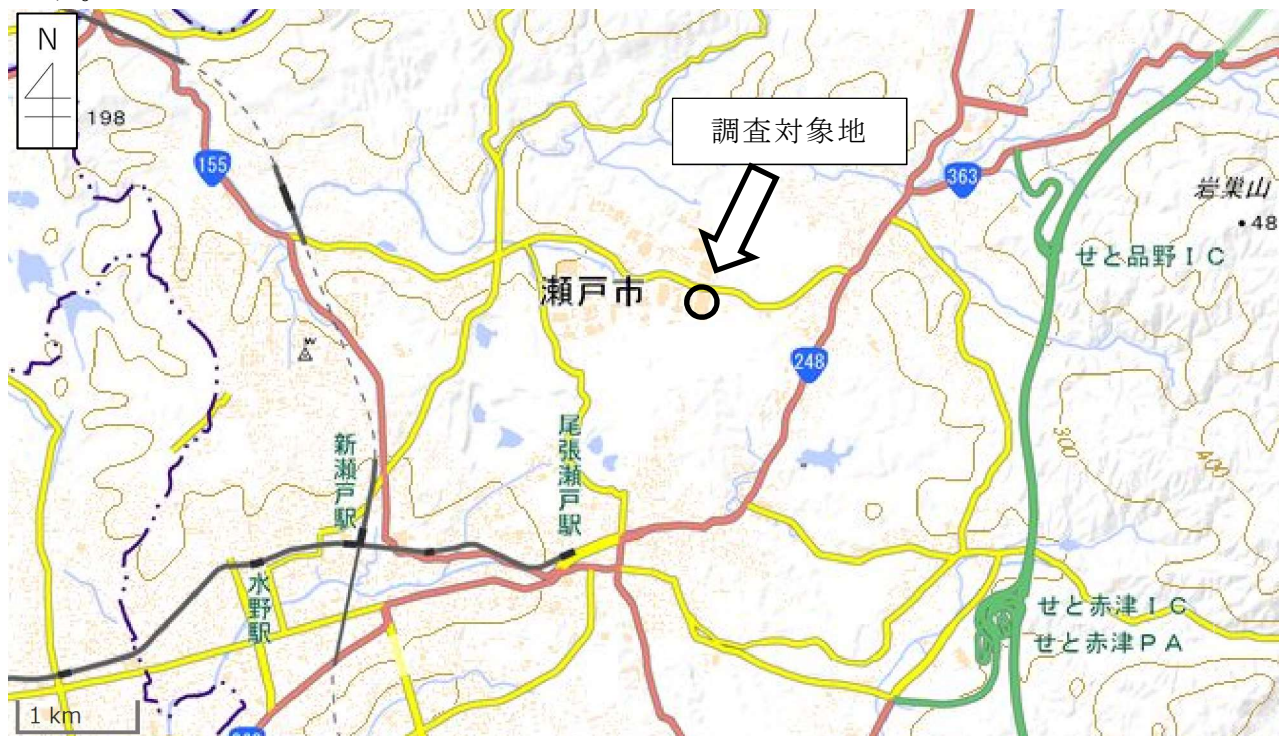 N
198
155
調査対象地
363
岩巣山
48
せと品野IC
瀬戸市
248
300
400
新瀬戸駅
尾張瀬戸駅
水野駅
せと赤津IC
せと赤津PA
1 km